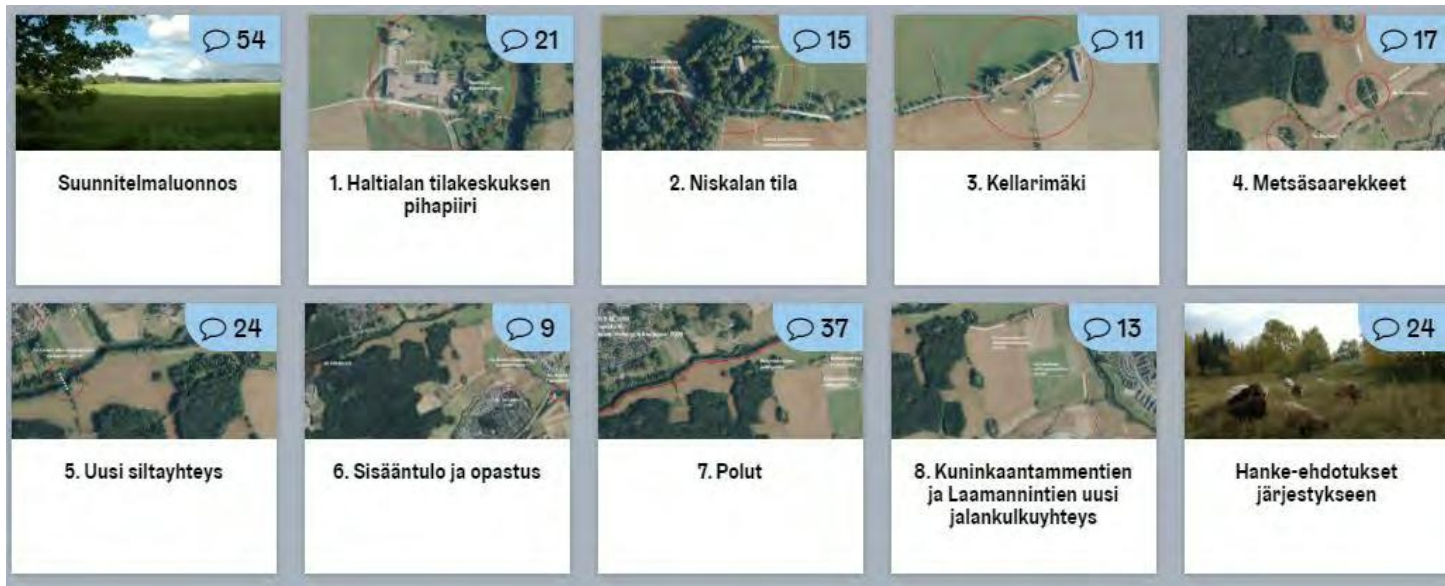 54
21
15
11
17
Suunnitelmaluonnos
1. Haltialan tilakeskuksen
pihapiiri
2. Niskalan tila
3. Kellarimäki
4. Metsäsaarekkeet
24
9
37
13
24
5. Uusi siltayhteys
6. Sisääntulo ja opastus
7. Polut
8. Kuninkaantammentien
ja Laamannintien uusi
jalankulkuyhteys
Hanke-ehdotukset
järjestykseen